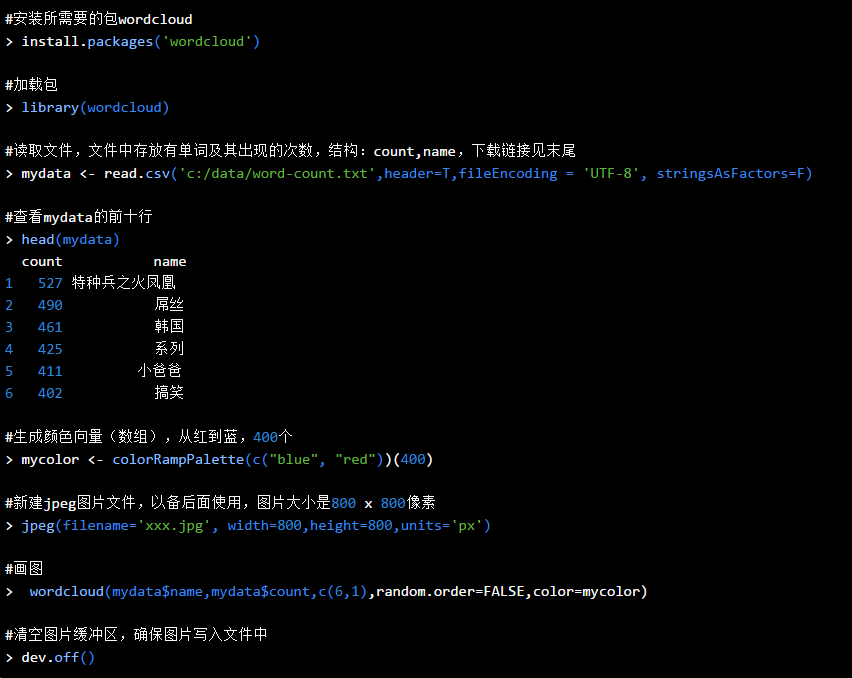 #安装所需要的包wordcloud
> install.packages('wordcloud')
#加载包
> library(wordcloud)
#读取文件，文件中存放有单词及其出现的次数，结构：count,name，下载链接见末尾
> mydata <- read.csv('c:/data/word-count.txt',header=T,fileEncoding = 'UTF-8', stringsAsFactors=F)
#查看mydata的前十行
> head(mydata)
count name
1 527 特种兵之火凤凰
2 490 屌丝
3 461 韩国
4 425 系列
5 411 小爸爸
6 402 搞笑
#生成颜色向量（数组），从红到蓝，400个
> mycolor <- colorRampPalette(c("blue", "red"))(400)
#新建jpeg图片文件，以备后面使用，图片大小是800 x 800像素
> jpeg(filename='xxx.jpg', width=800,height=800,units='px')
#画图
> wordcloud(mydata$name,mydata$count,c(6,1),random.order=FALSE,color=mycolor)
#清空图片缓冲区，确保图片写入文件中
> dev.off()